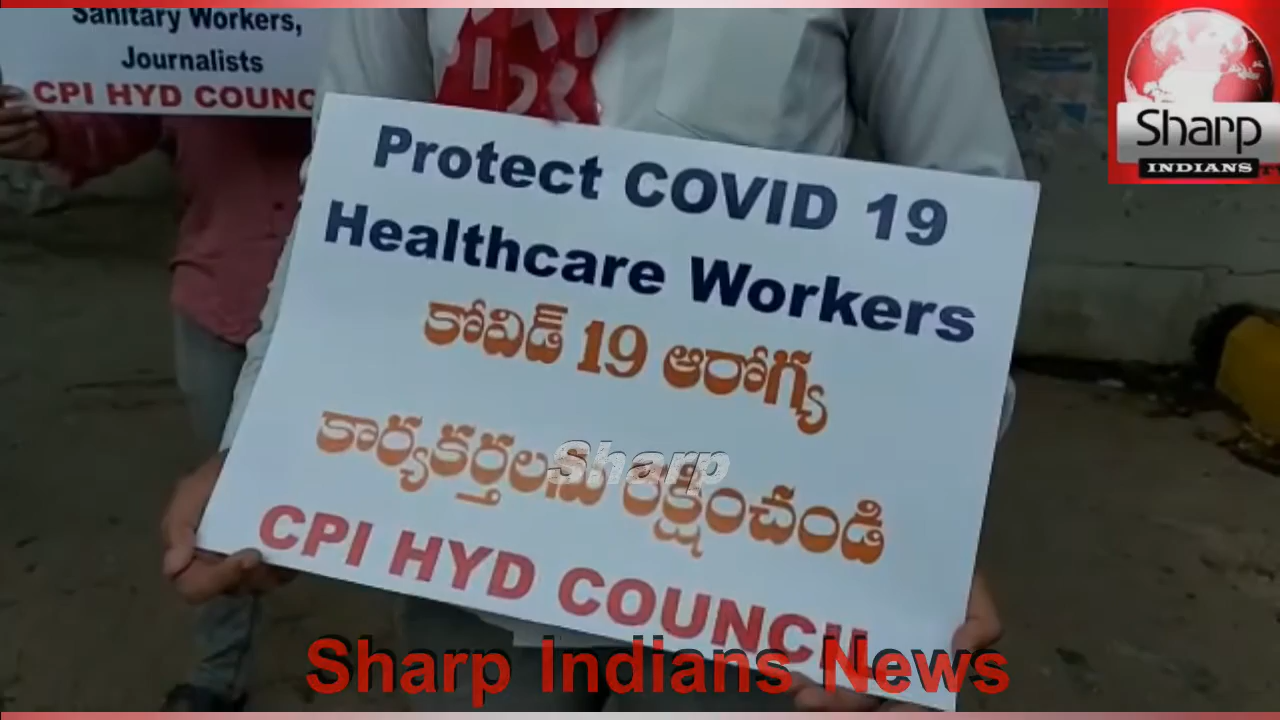 Sanitary Workers,
Journalists
CPI HYD COUNC
Sharp
INDIANS
Protect COVID 19
Healthcare Workers
కోవిడ్ 19 ఆరోగ్య
కార్యకర్తలను రక్షించండి
Sharp
CPI HYD COUNCIL
Sharp Indians News